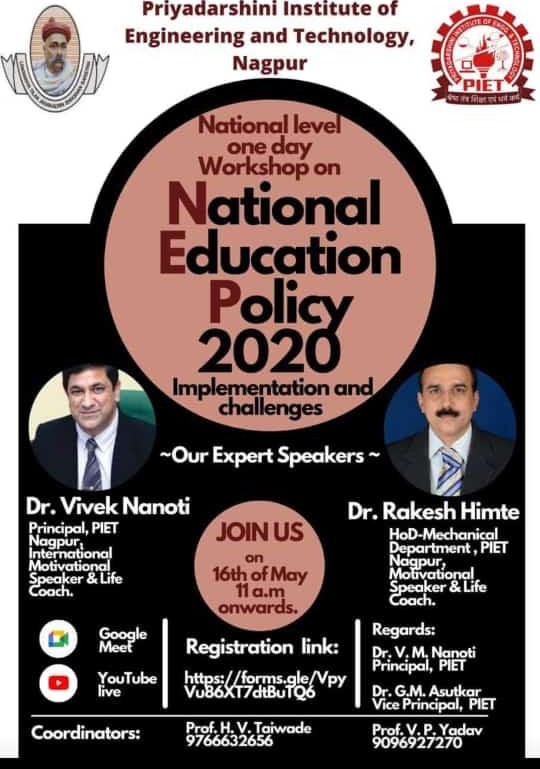 Priyadarshini Institute of
Engineering and Technology,
Nagpur
PIET
National level
one day
Workshop on
National
Education
Policy
2020
Implementation and
challenges
~Our Expert Speakers ~
Dr. Vivek Nanoti
Principal, PIET
Nagpur,
International
Motivational
Speaker & Life
Coach.
Dr. Rakesh Himte
HoD-Mechanical
Department , PIET
Nagpur,
Motivational
Speaker & Life
Coach.
JOIN US
on
16th of May
11 a.m
onwards.
Google
Meet
YouTube
live
Registration link:
https://forms.gle/Vpy
Vu86XT7dtBuTQ6
Regards:
Dr. V. M. Nanoti
Principal, PIET
Dr. G.M. Asutkar
Vice Principal, PIET
Coordinators:
Prof. H. V. Taiwade
9766632656
Prof. V. P. Yadav
9096927270